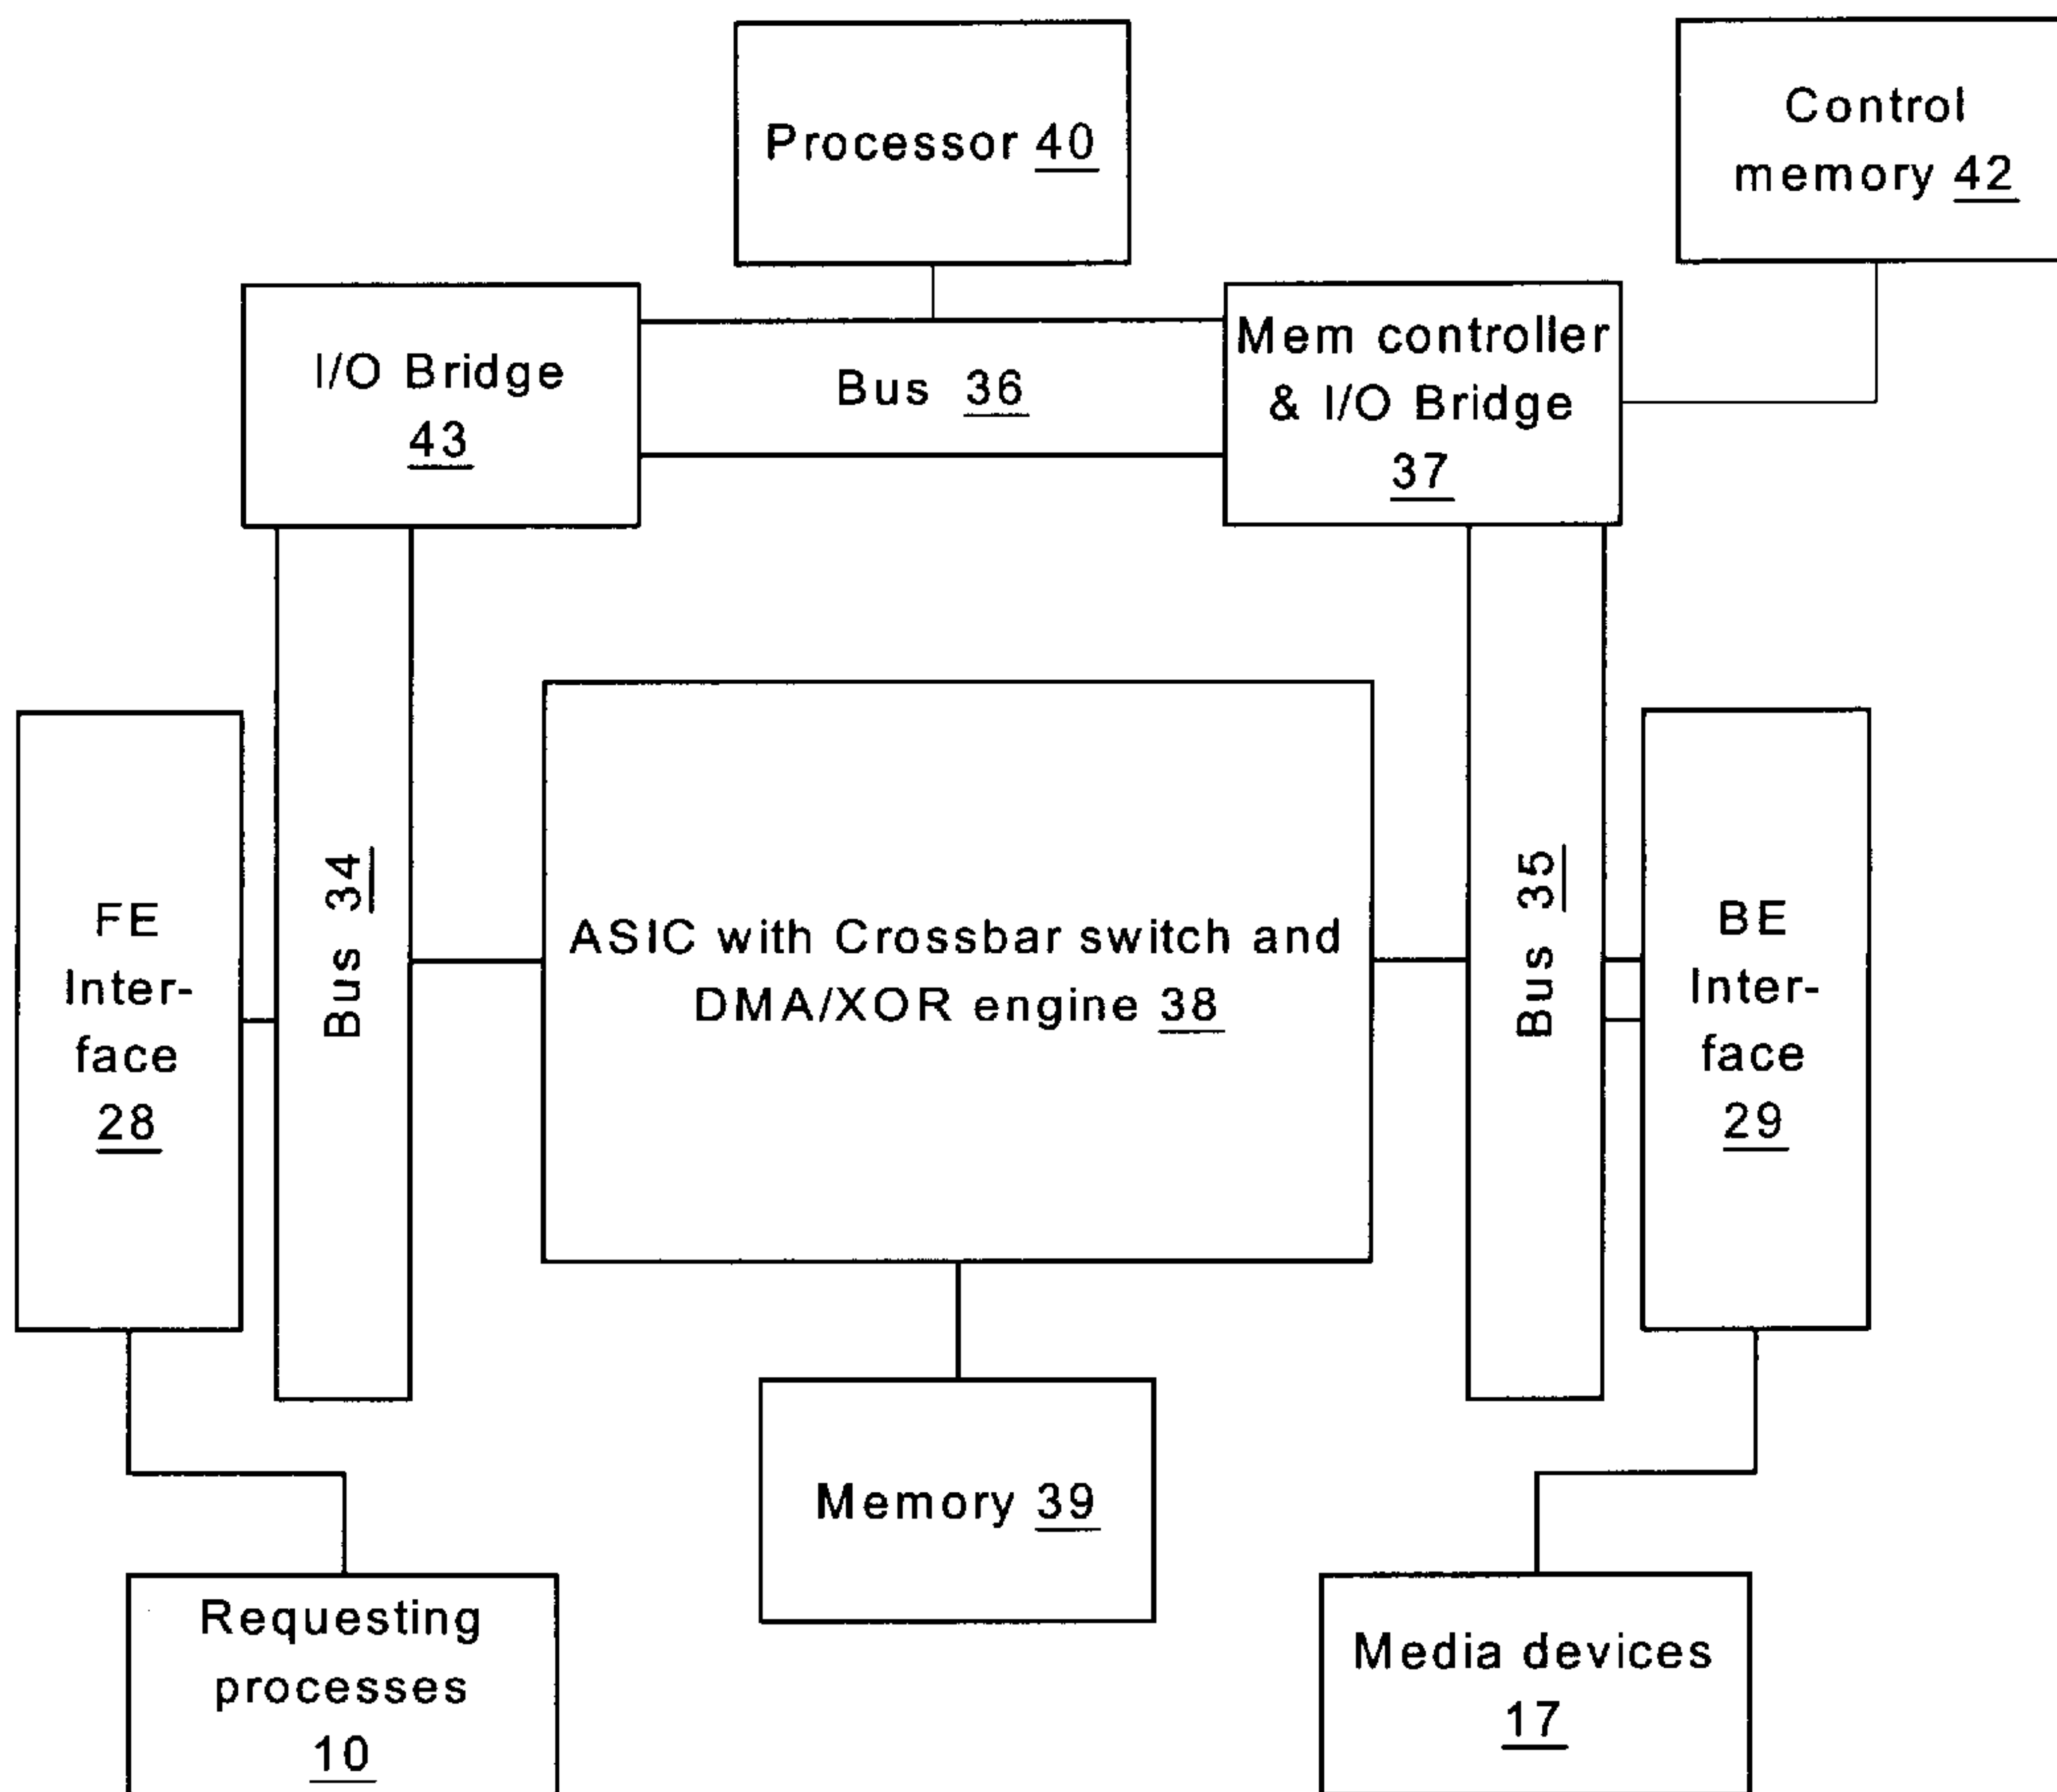 Processor 40
Control
memory 42
I/O Bridge
43
Bus 36
Mem controller
& I/O Bridge
37
FE
Inter-
face
28
Bus 34
ASIC with Crossbar switch and
DMA/XOR engine 38
Bus 35
BE
Inter-
face
29
Memory 39
Requesting
processes
10
Media devices
17